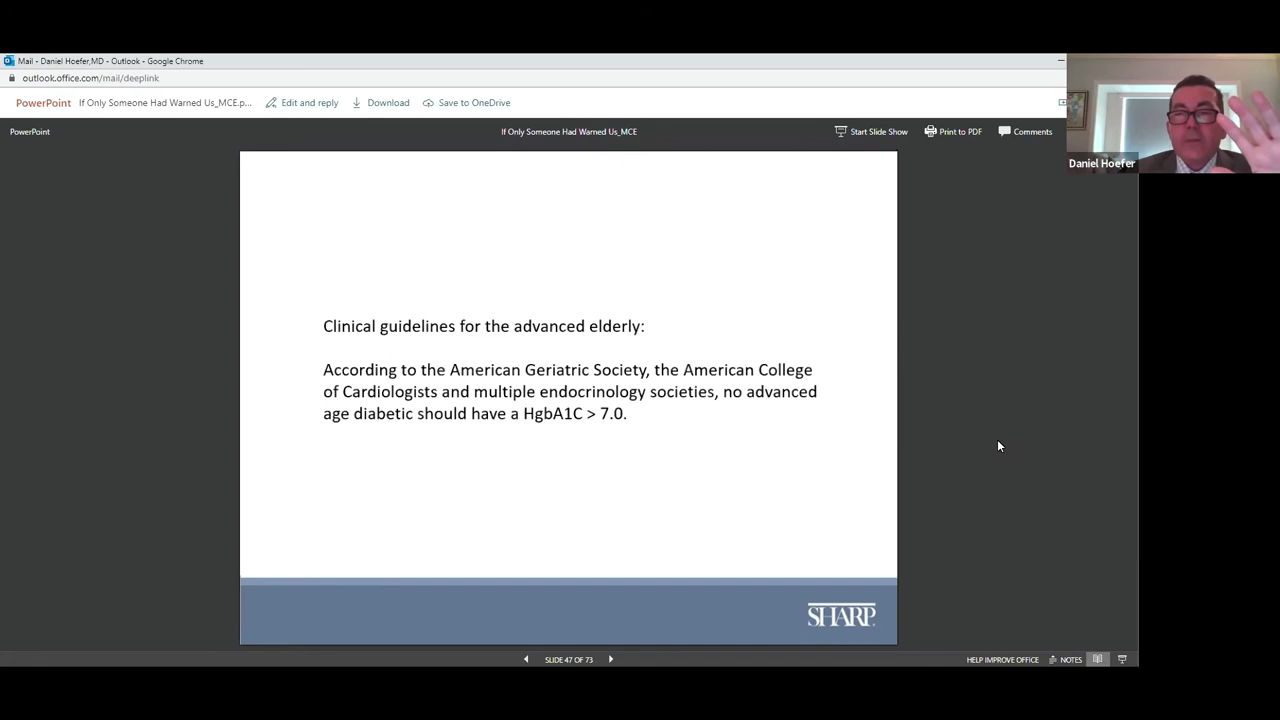 Mail - Daniel Hoefer,MD - Outlook - Google Chrome
outlook.office.com/mail/deeplink
PowerPoint If Only Someone Had Warned Us_MCE.p... Edit and reply Download Save to OneDrive
PowerPoint If Only Someone Had Warned Us_MCE Start Slide Show Print to PDF Comments
Daniel Hoefer
Clinical guidelines for the advanced elderly:
According to the American Geriatric Society, the American College
of Cardiologists and multiple endocrinology societies, no advanced
age diabetic should have a HgbA1C > 7.0.
SHARP
SLIDE 47 OF 73 HELP IMPROVE OFFICE NOTES